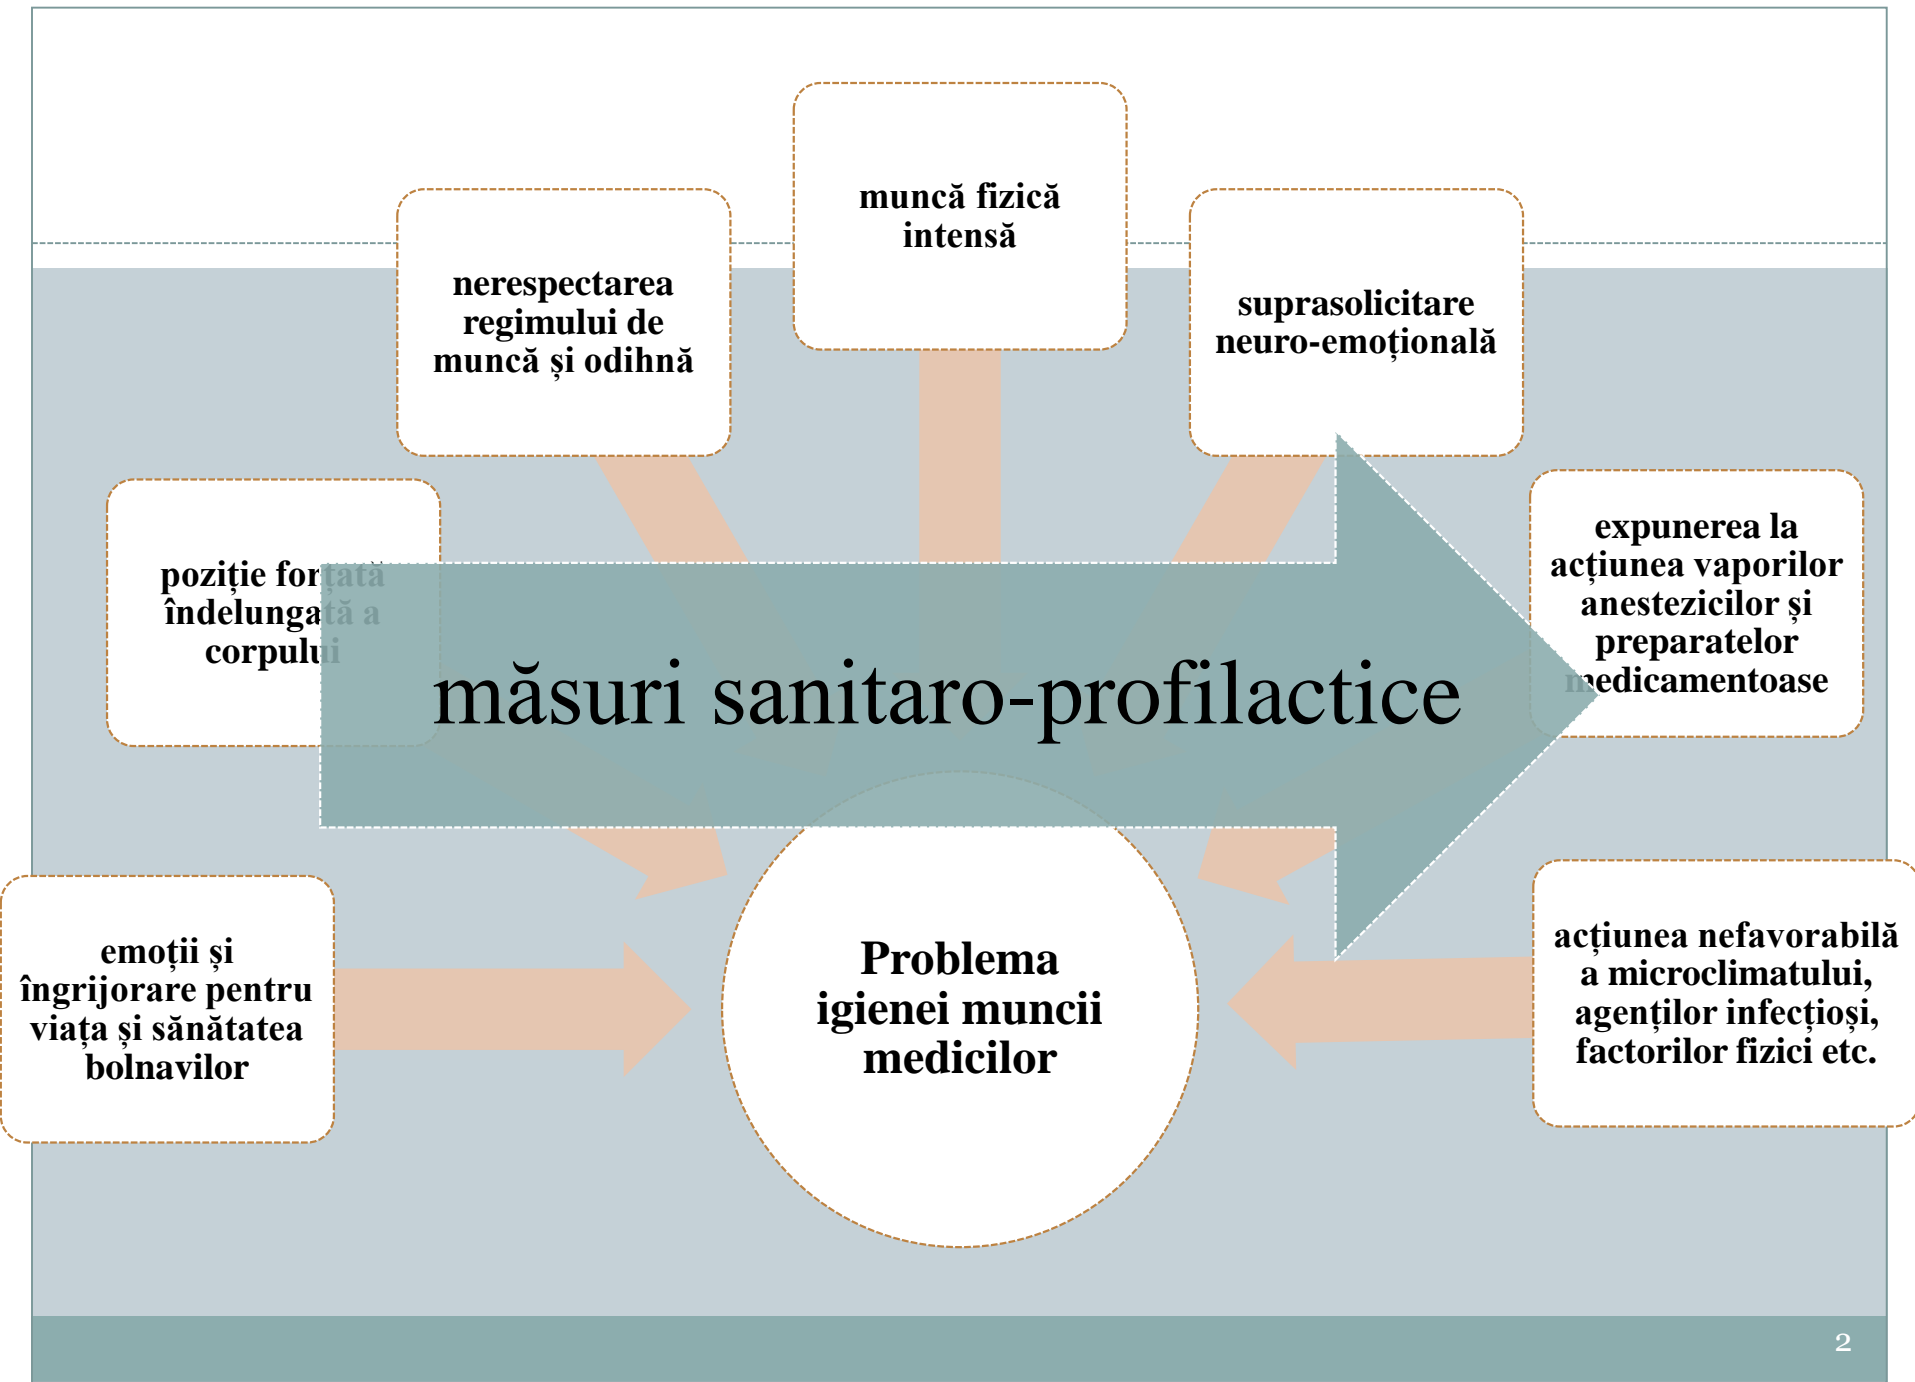 muncă fizică
intensă
nerespectarea
regimului de
muncă și odihnă
suprasolicitare
neuro-emoțională
poziție forțată
îndelungată a
corpului
expunerea la
acțiunea vaporilor
anestezicilor și
preparatelor
medicamentoase
măsuri sanitaro-profilactice
emoții și
îngrijorare pentru
viața și sănătatea
bolnavilor
Problema
igienei muncii
medicilor
acțiunea nefavorabilă
a microclimatului,
agenților infecțioși,
factorilor fizici etc.
2